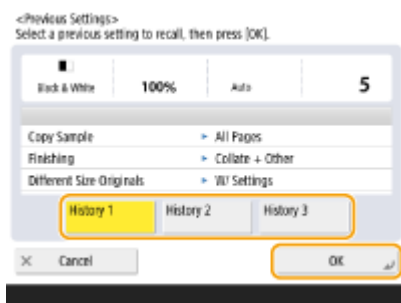 <Previous Settings>
Select a previous setting to recall, then press [OK].
Black & White 100% Auto 5
Copy Sample ► All Pages
Finishing ► Collate + Other
Different Size Originals ► W/ Settings
History 1 History 2 History 3
× Cancel OK